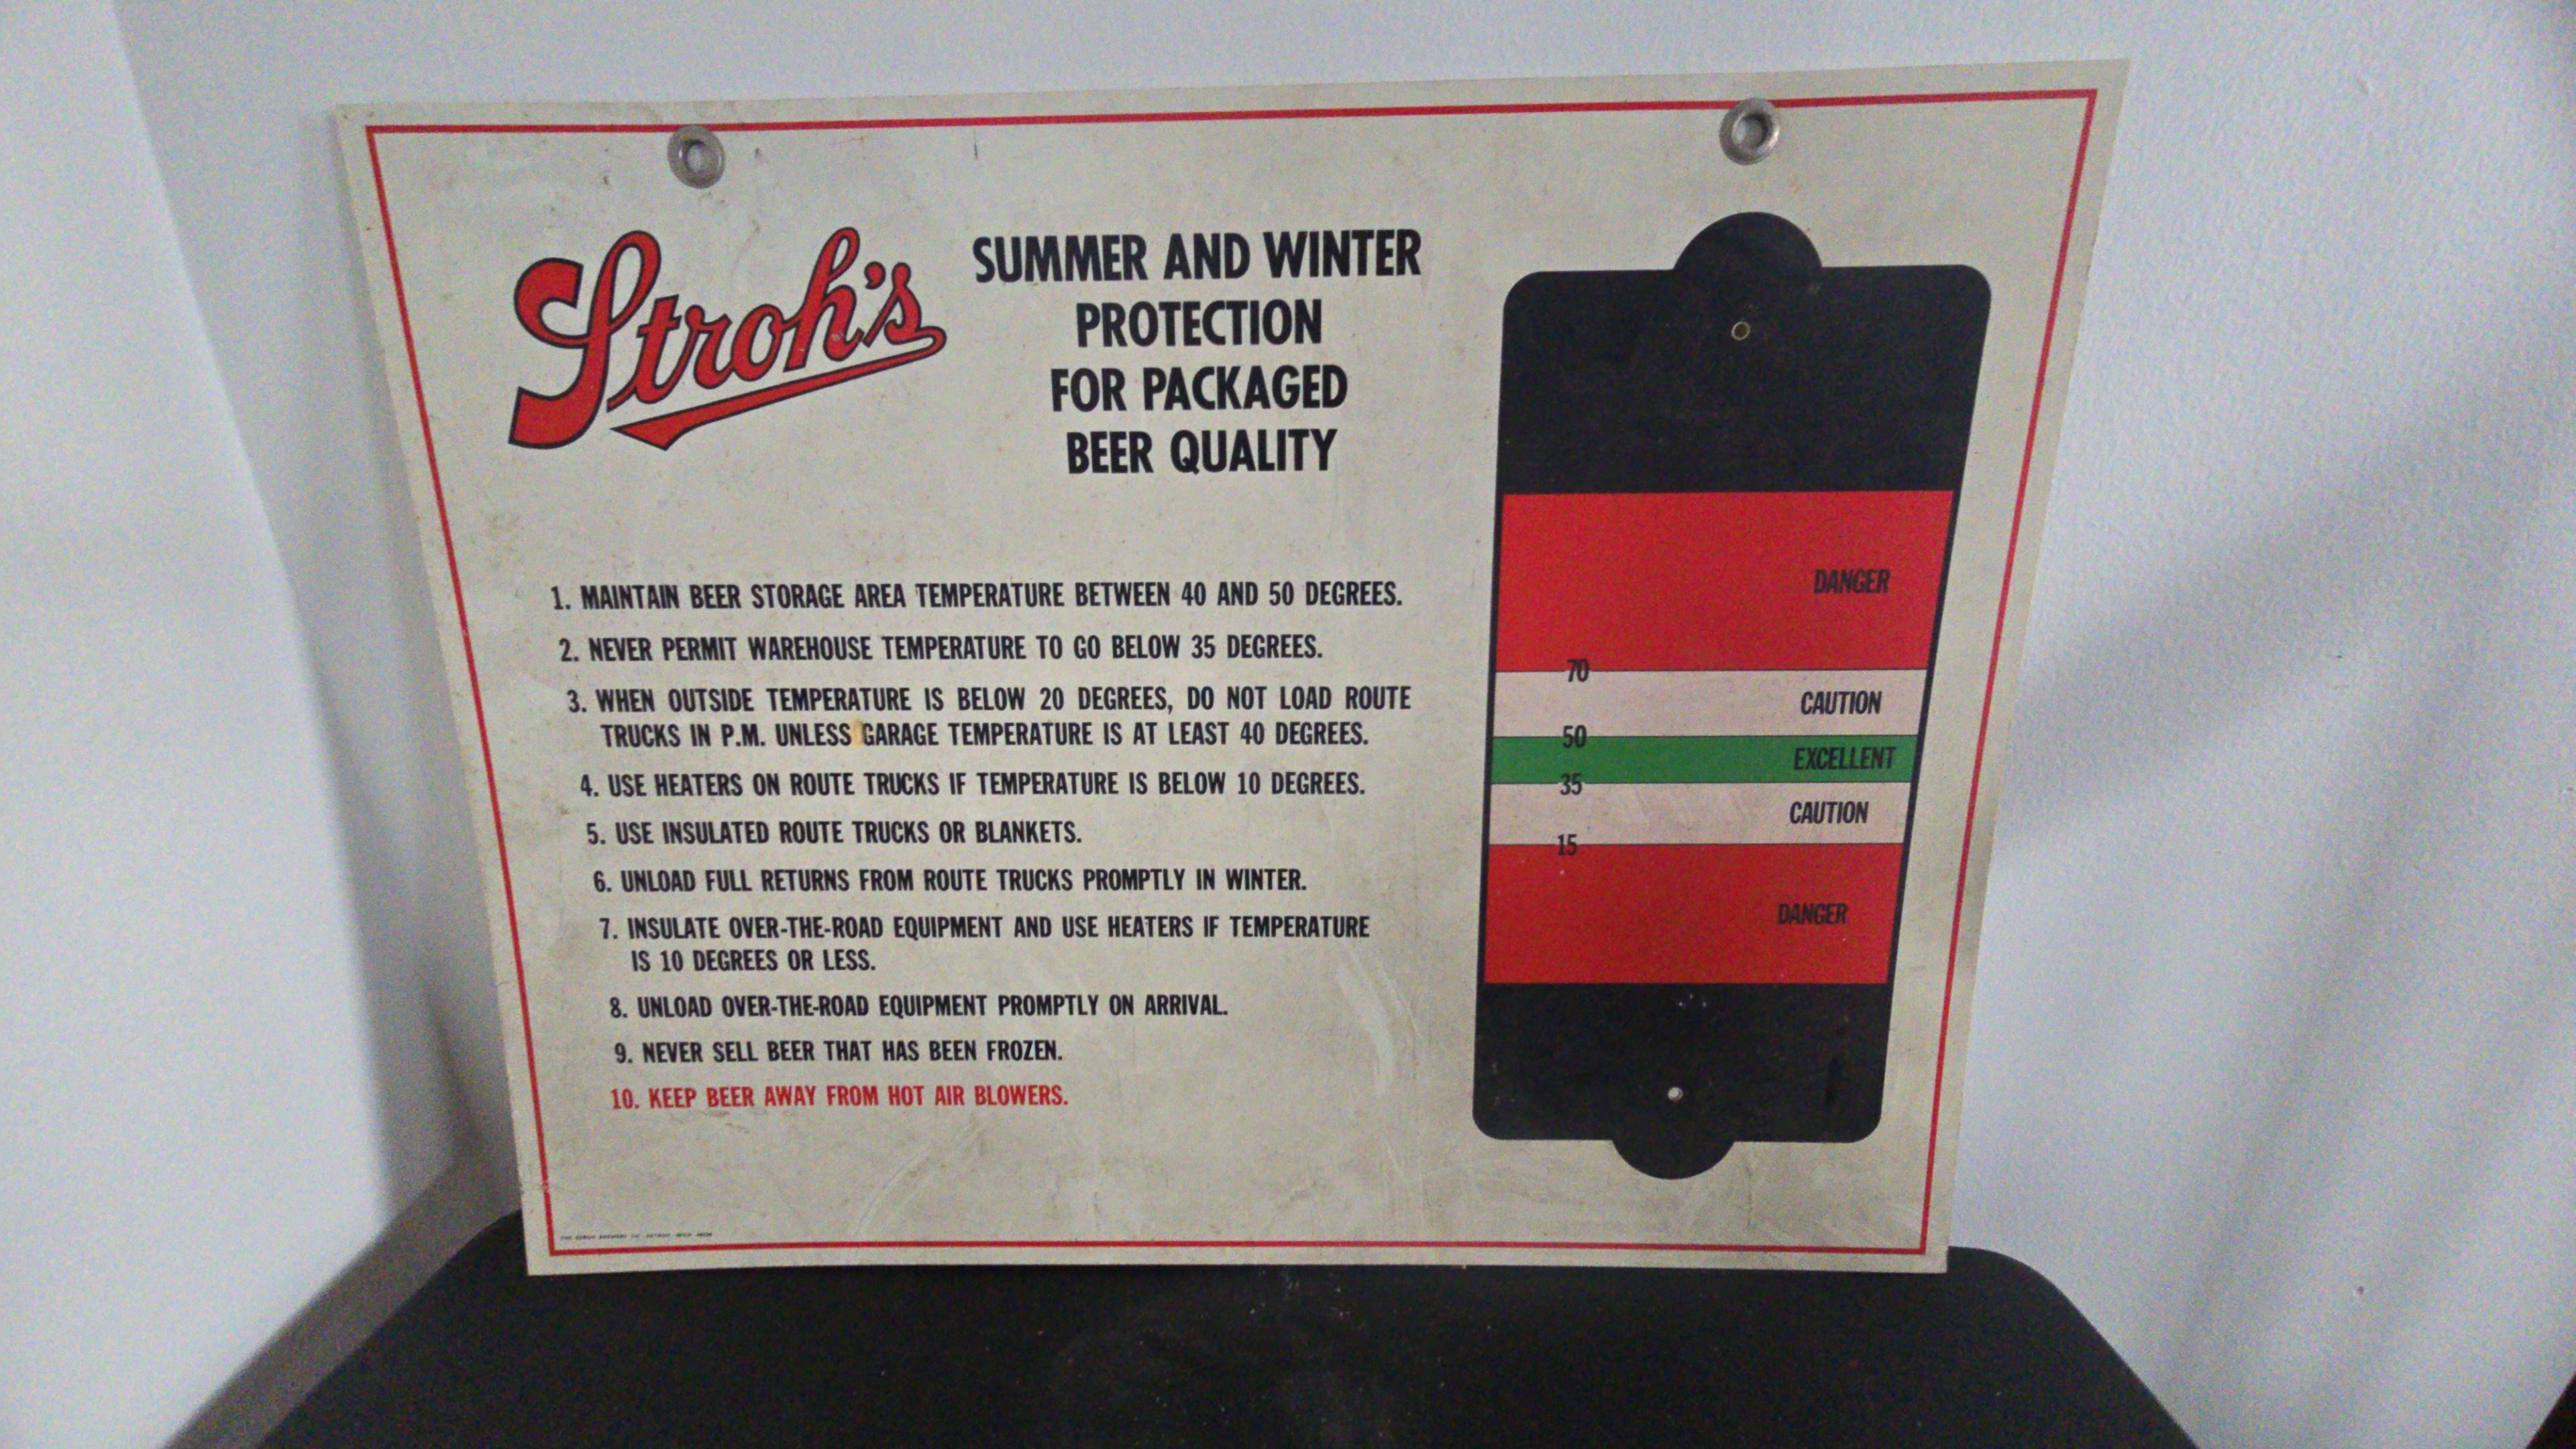 Stroh's
SUMMER AND WINTER
PROTECTION
FOR PACKAGED
BEER QUALITY
1. MAINTAIN BEER STORAGE AREA TEMPERATURE BETWEEN 40 AND 50 DEGREES.
2. NEVER PERMIT WAREHOUSE TEMPERATURE TO GO BELOW 35 DEGREES.
3. WHEN OUTSIDE TEMPERATURE IS BELOW 20 DEGREES, DO NOT LOAD ROUTE
TRUCKS IN P.M. UNLESS GARAGE TEMPERATURE IS AT LEAST 40 DEGREES.
4. USE HEATERS ON ROUTE TRUCKS IF TEMPERATURE IS BELOW 10 DEGREES.
5. USE INSULATED ROUTE TRUCKS OR BLANKETS.
6. UNLOAD FULL RETURNS FROM ROUTE TRUCKS PROMPTLY IN WINTER.
7. INSULATE OVER-THE-ROAD EQUIPMENT AND USE HEATERS IF TEMPERATURE
IS 10 DEGREES OR LESS.
8. UNLOAD OVER-THE-ROAD EQUIPMENT PROMPTLY ON ARRIVAL.
9. NEVER SELL BEER THAT HAS BEEN FROZEN.
10. KEEP BEER AWAY FROM HOT AIR BLOWERS.
THE STROH BREWERY CO. DETROIT, MICH.
DANGER
70
CAUTION
50
EXCELLENT
35
CAUTION
15
DANGER